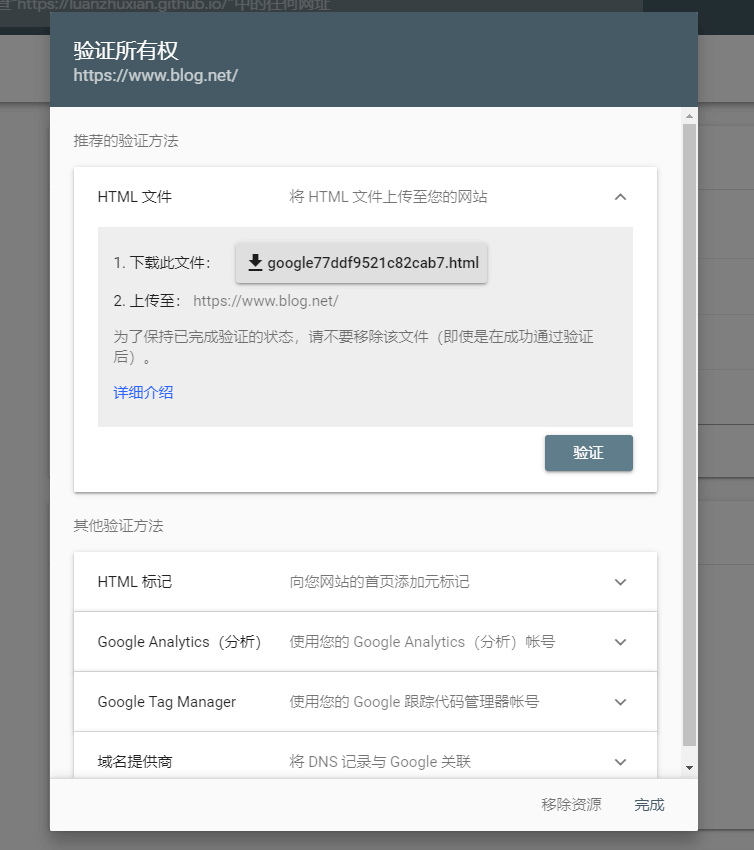 查"https://luanzhuxian.github.io/"中的任何网址
验证所有权
https://www.blog.net/
推荐的验证方法
HTML 文件 将 HTML 文件上传至您的网站
1. 下载此文件： google77ddf9521c82cab7.html
2. 上传至： https://www.blog.net/
为了保持已完成验证的状态，请不要移除该文件（即使是在成功通过验证
后）。
详细介绍
验证
其他验证方法
HTML 标记 向您网站的首页添加元标记
Google Analytics（分析） 使用您的 Google Analytics（分析）帐号
Google Tag Manager 使用您的 Google 跟踪代码管理器帐号
域名提供商 将 DNS 记录与 Google 关联
移除资源 完成